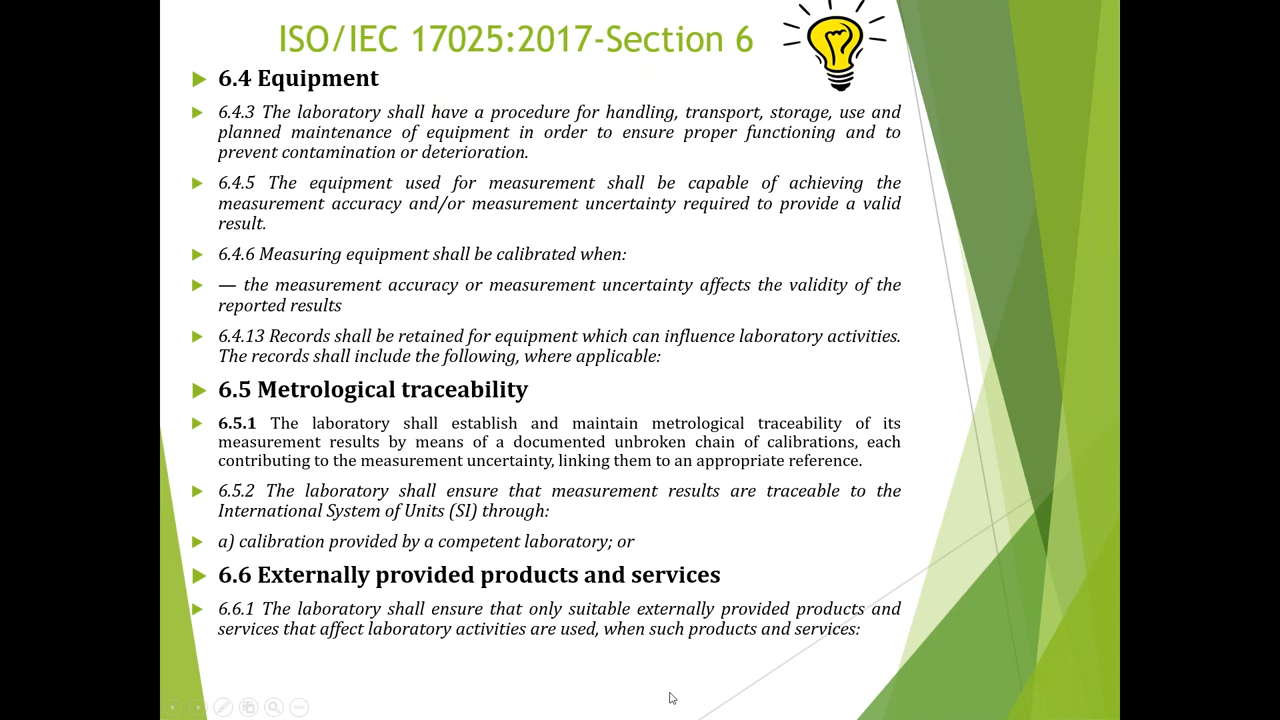 ISO/IEC 17025:2017-Section 6
6.4 Equipment
6.4.3 The laboratory shall have a procedure for handling, transport, storage, use and
planned maintenance of equipment in order to ensure proper functioning and to
prevent contamination or deterioration.
6.4.5 The equipment used for measurement shall be capable of achieving the
measurement accuracy and/or measurement uncertainty required to provide a valid
result.
6.4.6 Measuring equipment shall be calibrated when:
— the measurement accuracy or measurement uncertainty affects the validity of the
reported results
6.4.13 Records shall be retained for equipment which can influence laboratory activities.
The records shall include the following, where applicable:
6.5 Metrological traceability
6.5.1 The laboratory shall establish and maintain metrological traceability of its
measurement results by means of a documented unbroken chain of calibrations, each
contributing to the measurement uncertainty, linking them to an appropriate reference.
6.5.2 The laboratory shall ensure that measurement results are traceable to the
International System of Units (SI) through:
a) calibration provided by a competent laboratory; or
6.6 Externally provided products and services
6.6.1 The laboratory shall ensure that only suitable externally provided products and
services that affect laboratory activities are used, when such products and services: